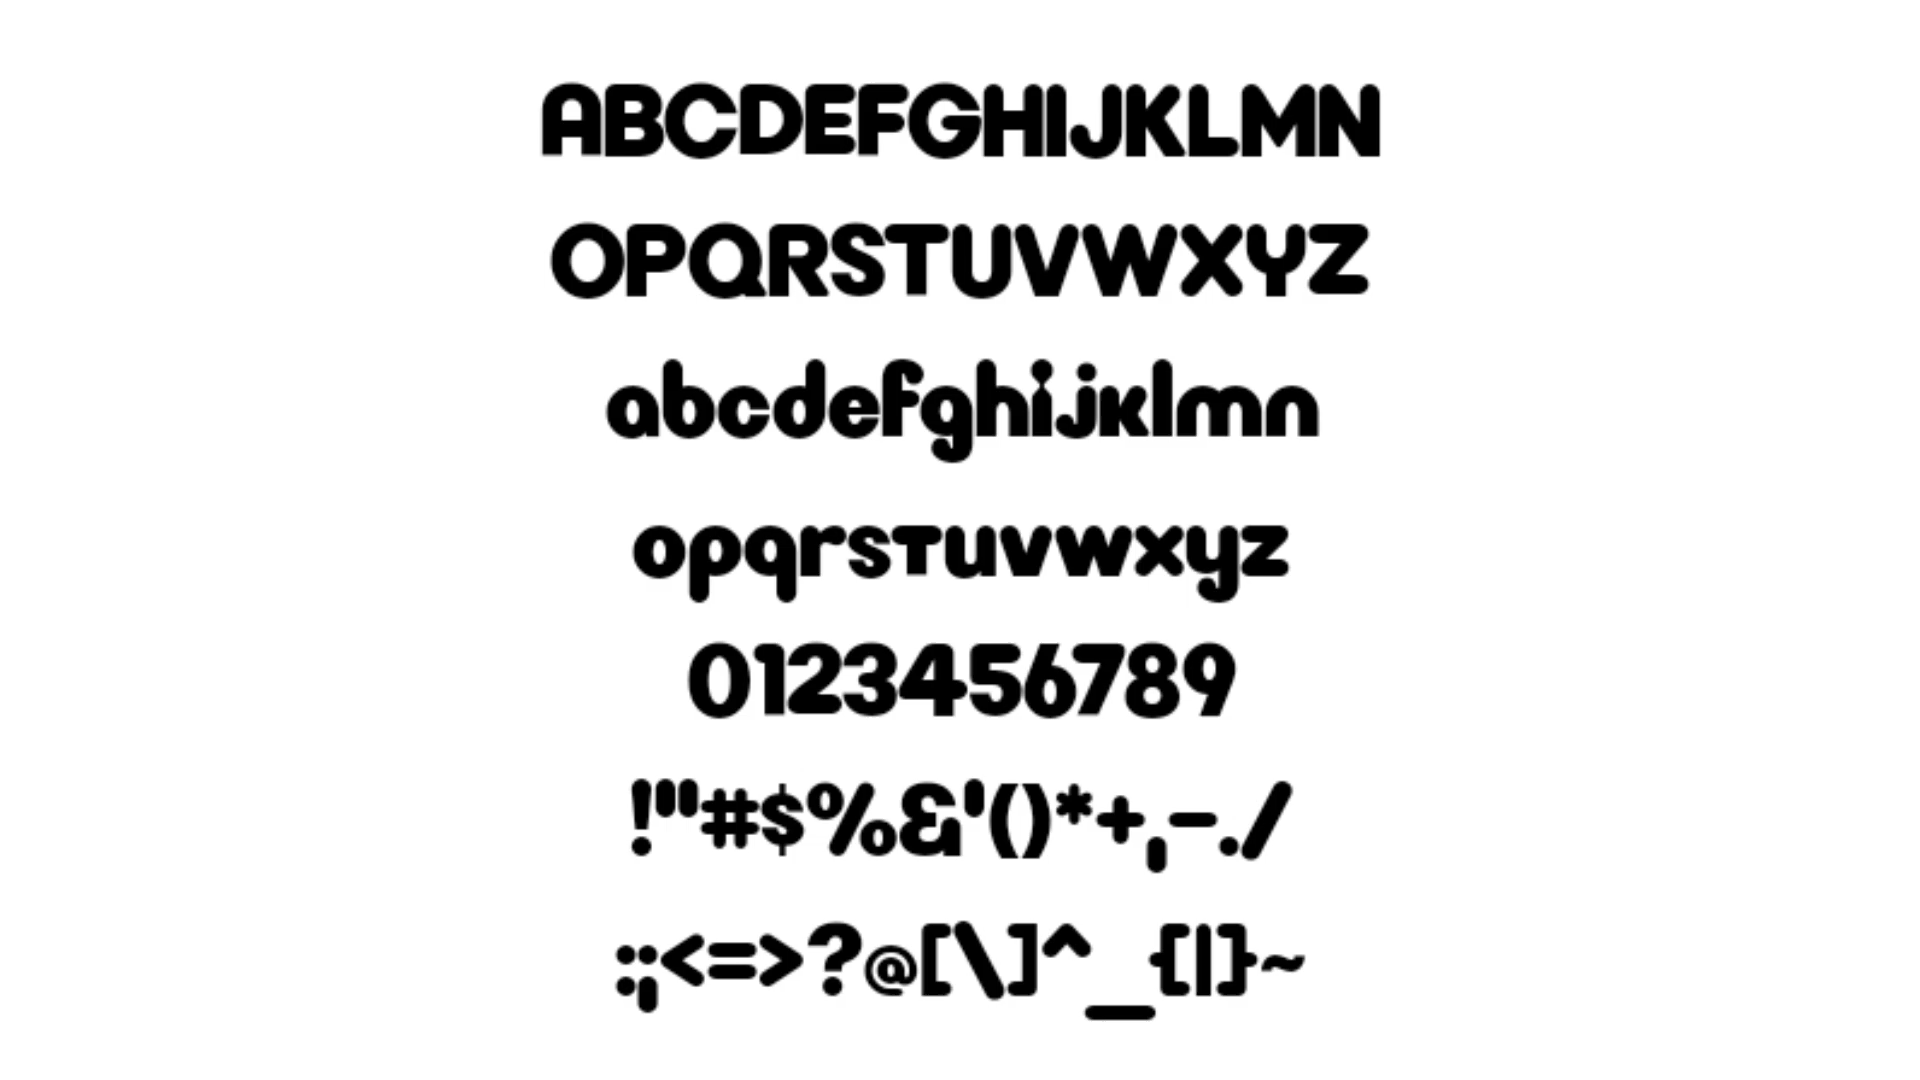 ABCDEFGHIJKLMN
OPQRSTUVWXYZ
abcdefghijklmn
opqrstuvwxyz
0123456789
!"#$%&'()*+,-./
:;<=>?@[\]^_{|}~